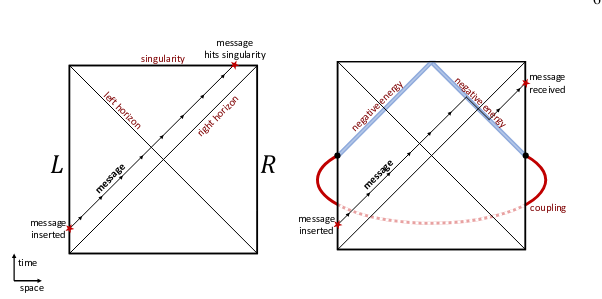 message
hits singularity
singularity
left horizon
right horizon
L
R
message
message
inserted
time
space
negative energy
negative energy
message
received
message
message
inserted
coupling